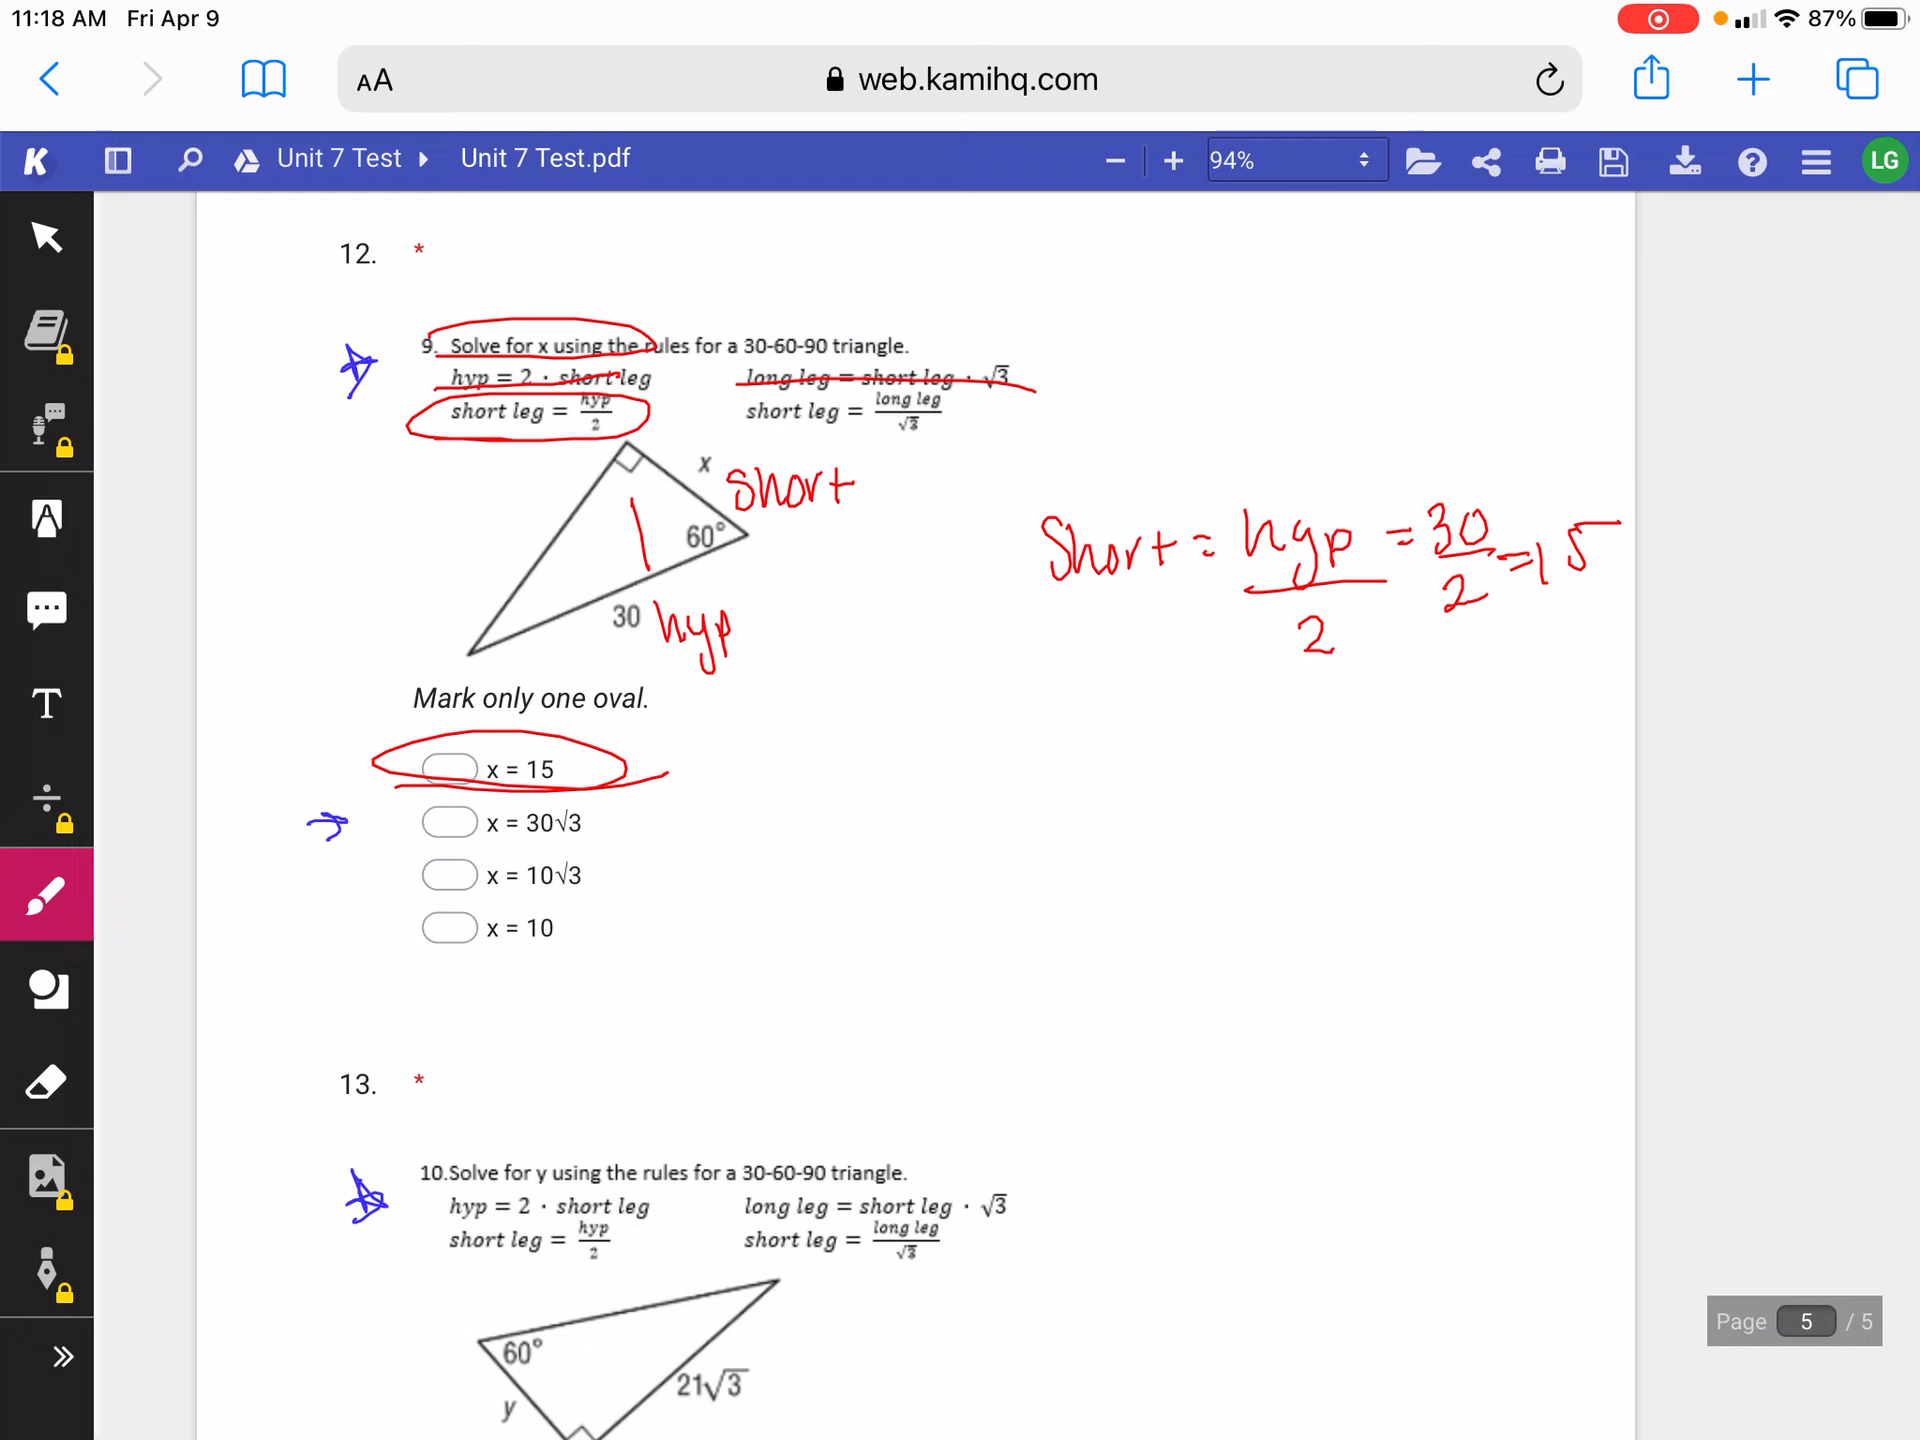 11:18 AM Fri Apr 9
87%
AA
web.kamihq.com
K
Unit 7 Test
Unit 7 Test.pdf
94%
LG
12. *
9. Solve for x using the rules for a 30-60-90 triangle.
hyp = 2 · short leg
long leg = short leg · √3
short leg = hyp/2
short leg = long leg/√3
x
short
60°
30
hyp
Short = hyp/2 = 30/2 = 15
Mark only one oval.
x = 15
x = 30√3
x = 10√3
x = 10
13. *
10.Solve for y using the rules for a 30-60-90 triangle.
hyp = 2 · short leg
long leg = short leg · √3
short leg = hyp/2
short leg = long leg/√3
60°
21√3
y
Page 5 / 5